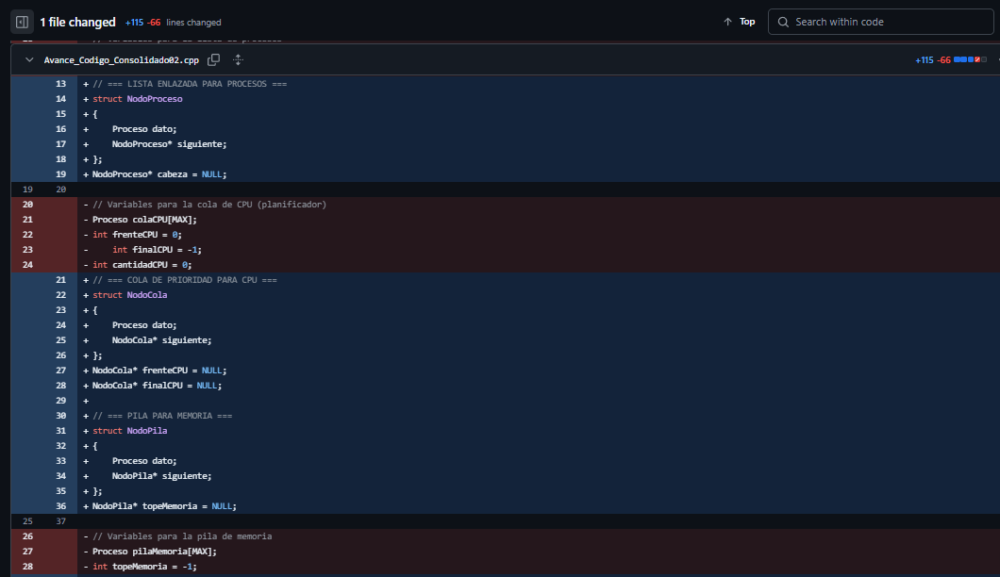 1 file changed +115 -66 lines changed
Top
Search within code
Avance_Codigo_Consolidado02.cpp +115 -66
13 + // === LISTA ENLAZADA PARA PROCESOS ===
14 + struct NodoProceso
15 + {
16 +     Proceso dato;
17 +     NodoProceso* siguiente;
18 + };
19 + NodoProceso* cabeza = NULL;
19 20
20 - // Variables para la cola de CPU (planificador)
21 - Proceso colaCPU[MAX];
22 - int frenteCPU = 0;
23 -     int finalCPU = -1;
24 - int cantidadCPU = 0;
21 + // === COLA DE PRIORIDAD PARA CPU ===
22 + struct NodoCola
23 + {
24 +     Proceso dato;
25 +     NodoCola* siguiente;
26 + };
27 + NodoCola* frenteCPU = NULL;
28 + NodoCola* finalCPU = NULL;
29 +
30 + // === PILA PARA MEMORIA ===
31 + struct NodoPila
32 + {
33 +     Proceso dato;
34 +     NodoPila* siguiente;
35 + };
36 + NodoPila* topeMemoria = NULL;
25 37
26 - // Variables para la pila de memoria
27 - Proceso pilaMemoria[MAX];
28 - int topeMemoria = -1;